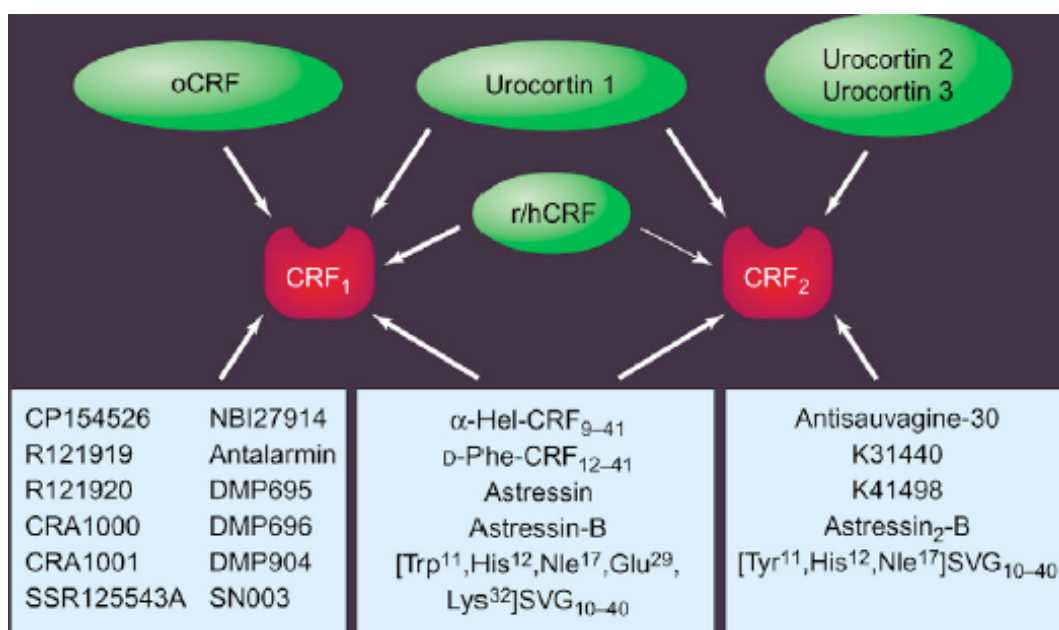 oCRF
Urocortin 1
Urocortin 2
Urocortin 3
r/hCRF
CRF₁
CRF₂
CP154526 NBI27914
R121919 Antalarmin
R121920 DMP695
CRA1000 DMP696
CRA1001 DMP904
SSR125543A SN003
α-Hel-CRF₉₋₄₁
D-Phe-CRF₁₂₋₄₁
Astressin
Astressin-B
[Trp¹¹,His¹²,Nle¹⁷,Glu²⁹,
Lys³²]SVG₁₀₋₄₀
Antisauvagine-30
K31440
K41498
Astressin₂-B
[Tyr¹¹,His¹²,Nle¹⁷]SVG₁₀₋₄₀